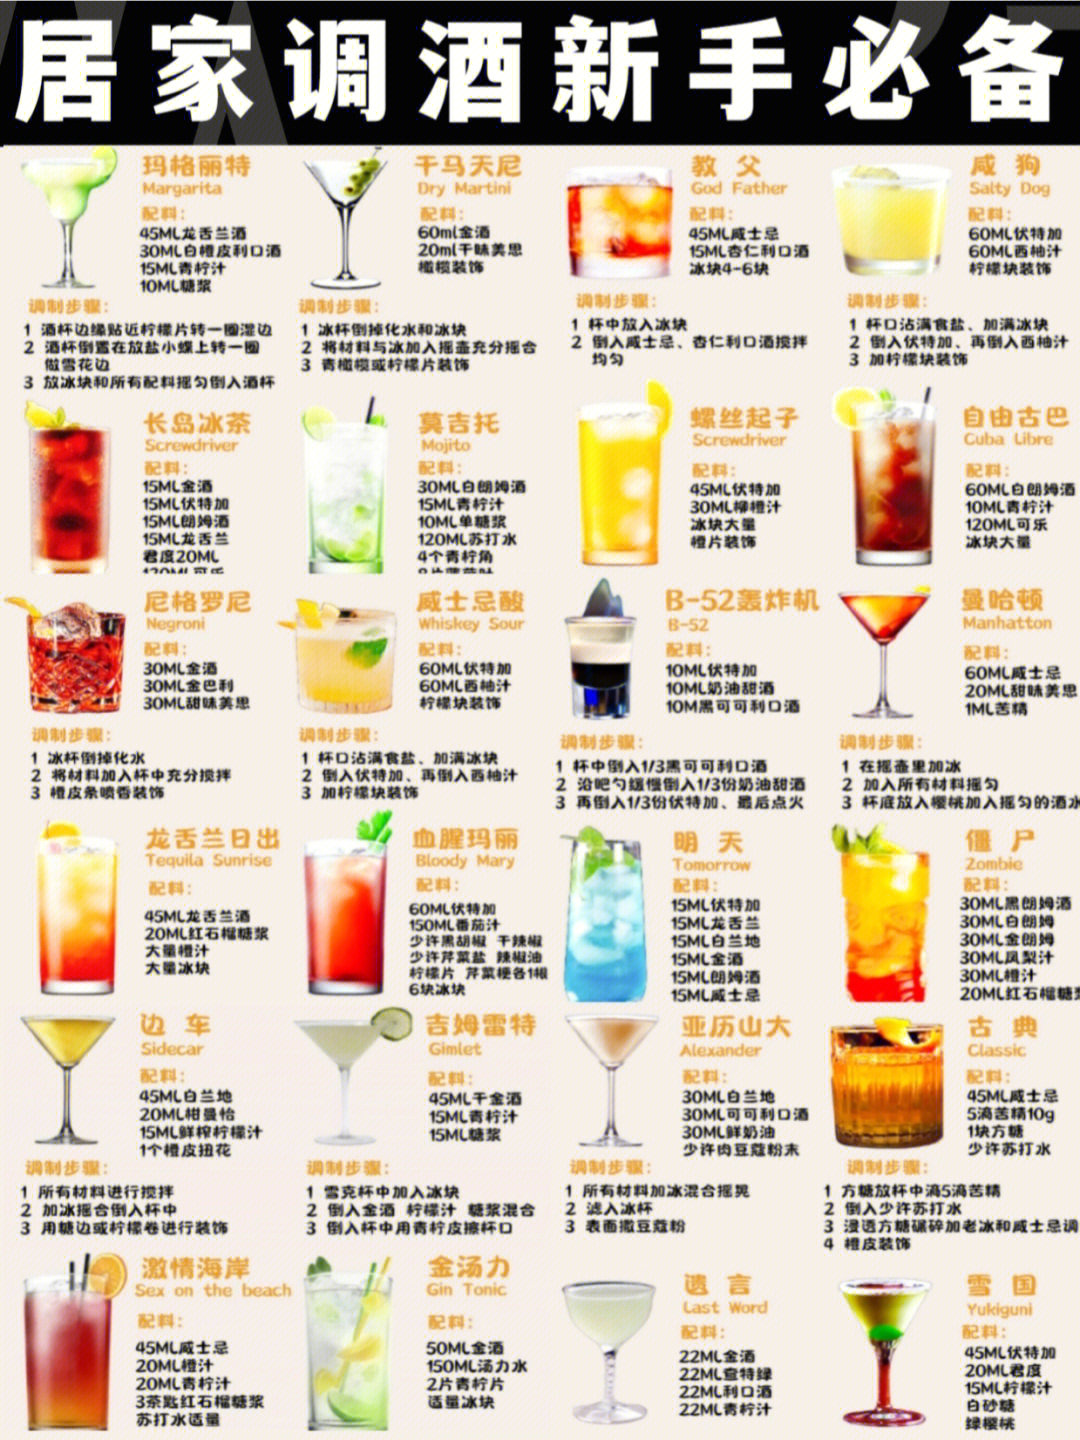 居家调酒新手必备
玛格丽特
Margarita
配料：
45ML龙舌兰酒
30ML白橙皮利口酒
15ML青柠汁
10ML糖浆
调制步骤：
1 酒杯边缘贴近柠檬片转一圈湿边
2 酒杯倒置在放盐小蝶上转一圈
做雪花边
3 放冰块和所有配料摇匀倒入酒杯
干马天尼
Dry Martini
配料：
60ml金酒
20ml干味美思
橄榄装饰
调制步骤：
1 冰杯倒掉化水和冰块
2 将材料与冰加入摇壶充分摇合
3 青橄榄或柠檬片装饰
教父
God Father
配料：
45ML威士忌
15ML杏仁利口酒
冰块4-6块
调制步骤：
1 杯中放入冰块
2 倒入威士忌、杏仁利口酒搅拌
均匀
咸狗
Salty Dog
配料：
60ML伏特加
60ML西柚汁
柠檬块装饰
调制步骤：
1 杯口沾满食盐、加满冰块
2 倒入伏特加、再倒入西柚汁
3 加柠檬块装饰
长岛冰茶
Screwdriver
配料：
15ML金酒
15ML伏特加
15ML朗姆酒
15ML龙舌兰
君度20ML
120ML可乐
莫吉托
Mojito
配料：
30ML白朗姆酒
15ML青柠汁
10ML单糖浆
120ML苏打水
4个青柠角
螺丝起子
Screwdriver
配料：
45ML伏特加
30ML柳橙汁
冰块大量
橙片装饰
自由古巴
Cuba Libre
配料：
60ML白朗姆酒
10ML青柠汁
120ML可乐
冰块大量
尼格罗尼
Negroni
配料：
30ML金酒
30ML金巴利
30ML甜味美思
调制步骤：
1 冰杯倒掉化水
2 将材料加入杯中充分搅拌
3 橙皮条喷香装饰
威士忌酸
Whiskey Sour
配料：
60ML伏特加
60ML西柚汁
柠檬块装饰
调制步骤：
1 杯口沾满食盐、加满冰块
2 倒入伏特加、再倒入西柚汁
3 加柠檬块装饰
B-52轰炸机
B-52
配料：
10ML伏特加
10ML奶油甜酒
10M黑可可利口酒
调制步骤：
1 杯中倒入1/3黑可可利口酒
2 沿吧勺缓慢倒入1/3份奶油甜酒
3 再倒入1/3份伏特加、最后点火
曼哈顿
Manhatton
配料：
60ML威士忌
20ML甜味美思
1ML苦精
调制步骤：
1 在摇壶里加冰
2 加入所有材料摇匀
3 杯底放入樱桃加入摇匀的酒水
龙舌兰日出
Tequila Sunrise
配料：
45ML龙舌兰酒
20ML红石榴糖浆
大量橙汁
大量冰块
血腥玛丽
Bloody Mary
配料：
60ML伏特加
150ML番茄汁
少许黑胡椒 干辣椒
少许芹菜盐 辣椒油
柠檬片 芹菜梗各1根
6块冰块
明天
Tomorrow
配料：
15ML伏特加
15ML龙舌兰
15ML白兰地
15ML金酒
15ML朗姆酒
15ML威士忌
僵尸
Zombie
配料：
30ML黑朗姆酒
30ML白朗姆
30ML金朗姆
30ML凤梨汁
30ML橙汁
20ML红石榴糖浆
边车
Sidecar
配料：
45ML白兰地
20ML柑曼怡
15ML鲜榨柠檬汁
1个橙皮扭花
调制步骤：
1 所有材料进行搅拌
2 加冰摇合倒入杯中
3 用糖边或柠檬卷进行装饰
吉姆雷特
Gimlet
配料：
45ML干金酒
15ML青柠汁
15ML糖浆
调制步骤：
1 雪克杯中加入冰块
2 倒入金酒 柠檬汁 糖浆混合
3 倒入杯中用青柠皮擦杯口
亚历山大
Alexander
配料：
30ML白兰地
30ML可可利口酒
30ML鲜奶油
少许肉豆蔻粉末
调制步骤：
1 所有材料加冰混合摇晃
2 滤入冰杯
3 表面撒豆蔻粉
古典
Classic
配料：
45ML威士忌
5滴苦精10g
1块方糖
少许苏打水
调制步骤：
1 方糖放杯中滴5滴苦精
2 倒入少许苏打水
3 浸透方糖碾碎加老冰和威士忌调
4 橙皮装饰
激情海岸
Sex on the beach
配料：
45ML威士忌
20ML橙汁
20ML青柠汁
3茶匙红石榴糖浆
苏打水适量
金汤力
Gin Tonic
配料：
50ML金酒
150ML汤力水
2片青柠片
适量冰块
遗言
Last Word
配料：
22ML金酒
22ML查特绿
22ML利口酒
22ML青柠汁
雪国
Yukiguni
配料：
45ML伏特加
20ML君度
15ML柠檬汁
白砂糖
绿樱桃